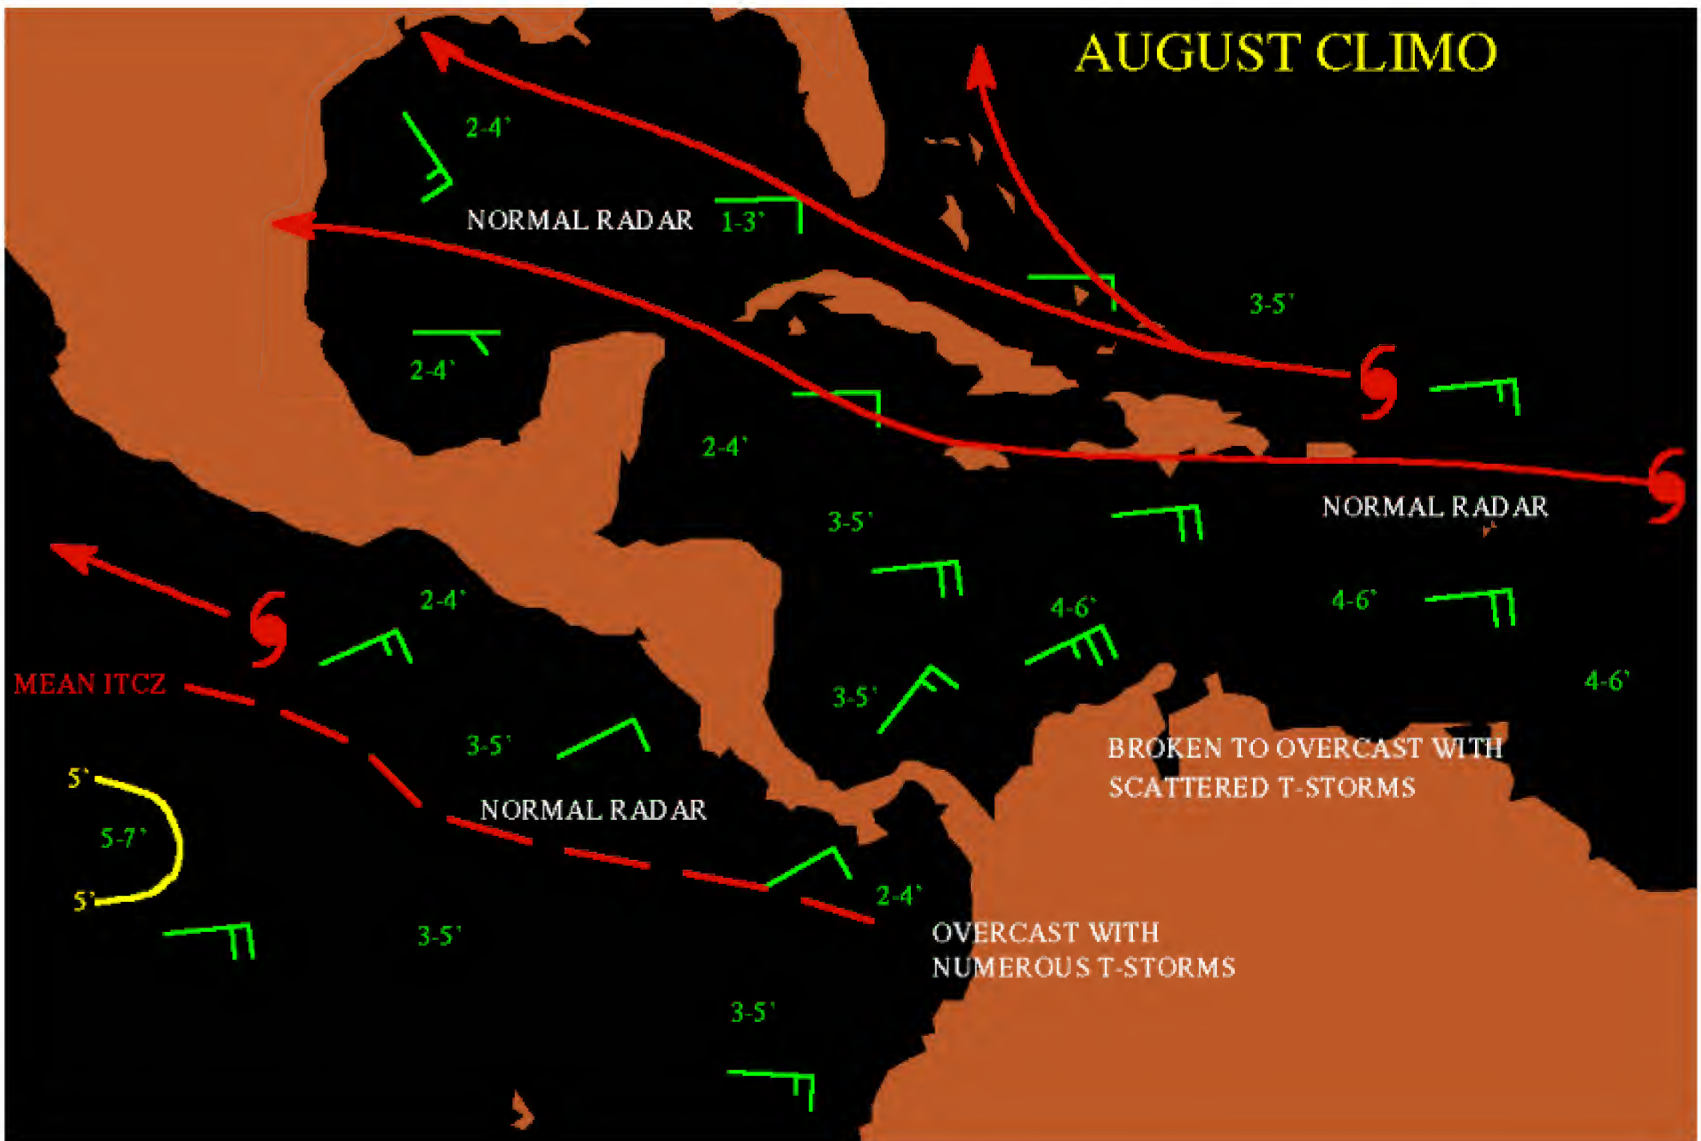 AUGUST CLIMO
2-4'
NORMAL RADAR
1-3'
3-5'
2-4'
2-4'
NORMAL RADAR
3-5'
2-4'
4-6'
4-6'
MEAN ITCZ
3-5'
4-6'
3-5'
BROKEN TO OVERCAST WITH
SCATTERED T-STORMS
5'
NORMAL RADAR
5-7'
5'
2-4'
3-5'
OVERCAST WITH
NUMEROUS T-STORMS
3-5'